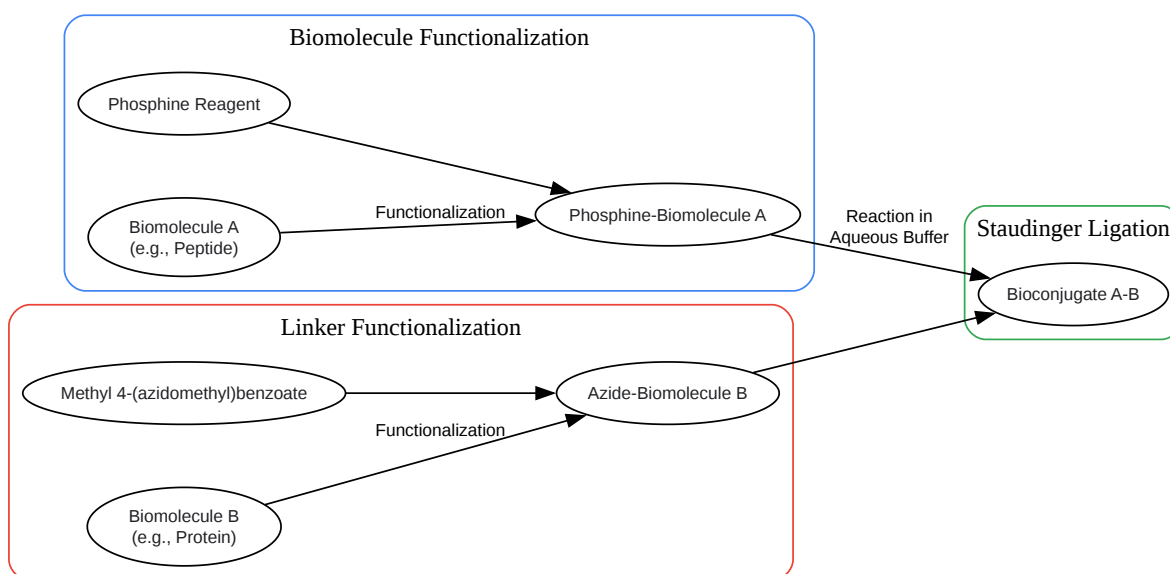 Biomolecule Functionalization
Phosphine Reagent
Biomolecule A
(e.g., Peptide)
Functionalization
Phosphine-Biomolecule A
Reaction in
Aqueous Buffer
Staudinger Ligation
Bioconjugate A-B
Linker Functionalization
Methyl 4-(azidomethyl)benzoate
Azide-Biomolecule B
Functionalization
Biomolecule B
(e.g., Protein)